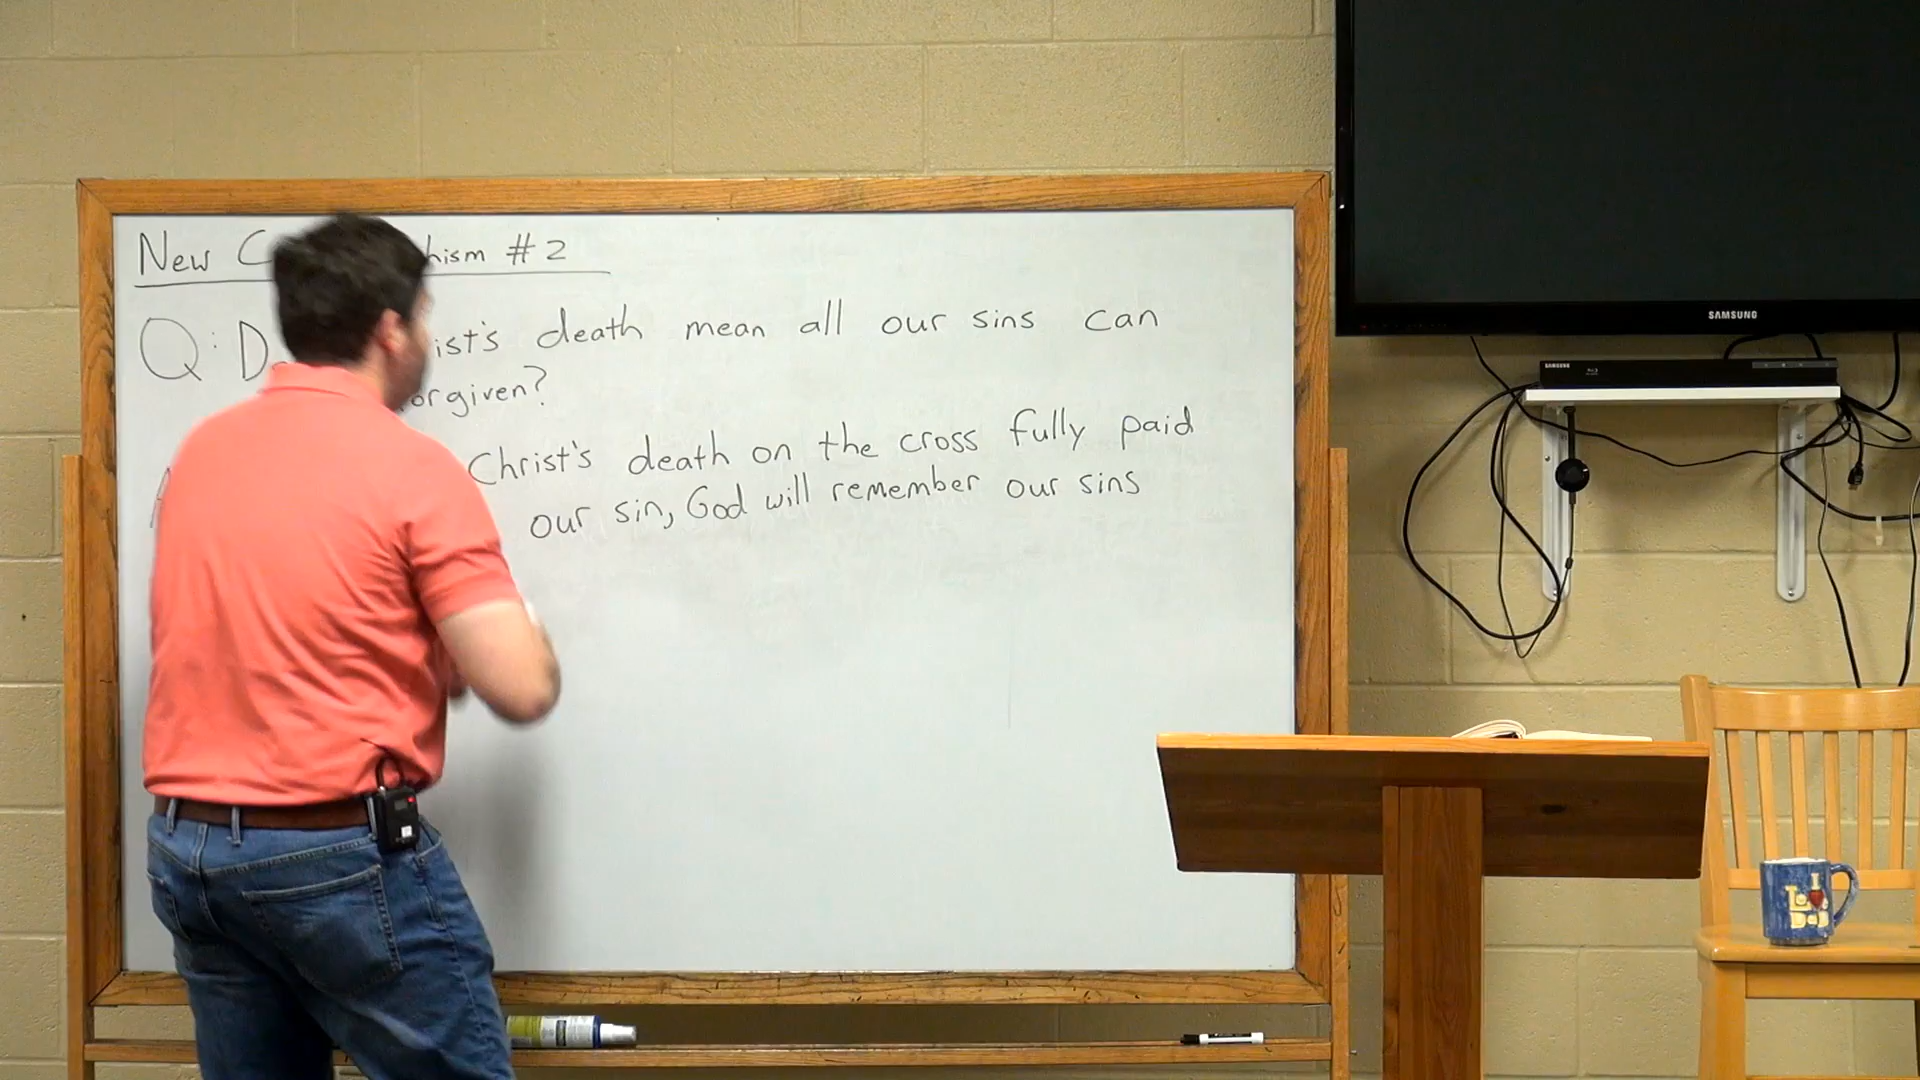 New C hism #2
Q: D ist's death mean all our sins can
orgiven?
Christ's death on the cross fully paid
our sin, God will remember our sins
SAMSUNG
SAMSUNG
I